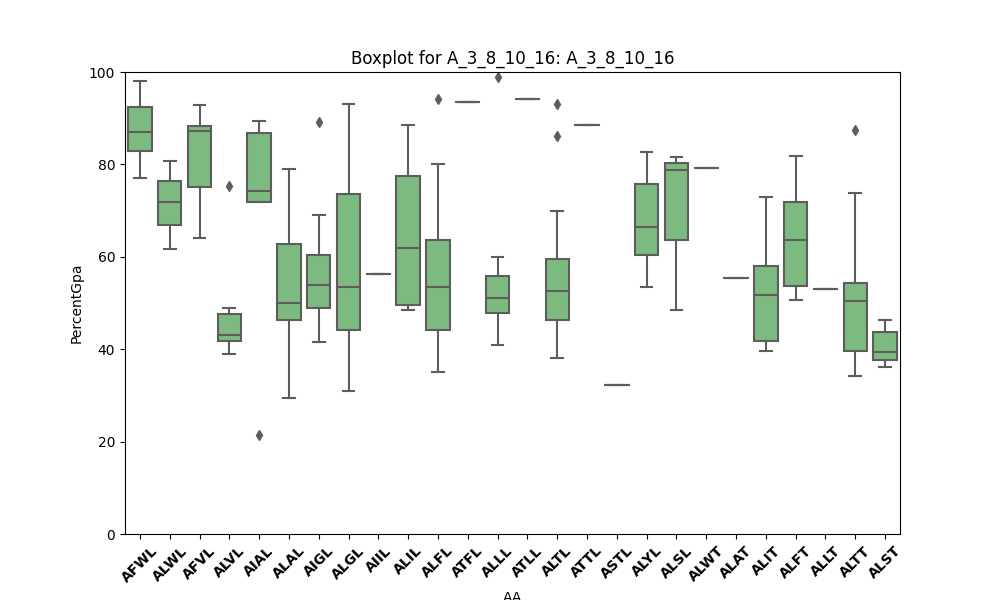 Boxplot for A_3_8_10_16: A_3_8_10_16
100
80
60
40
20
0
PercentGpa
AFWL ALWL AFVL ALVL AIAL ALAL AIGL ALGL AIIL ALIL ALFL ATFL ALLL ATLL ALTL ATTL ASTL ALYL ALSL ALWT ALAT ALIT ALFT ALLT ALTT ALST
AA